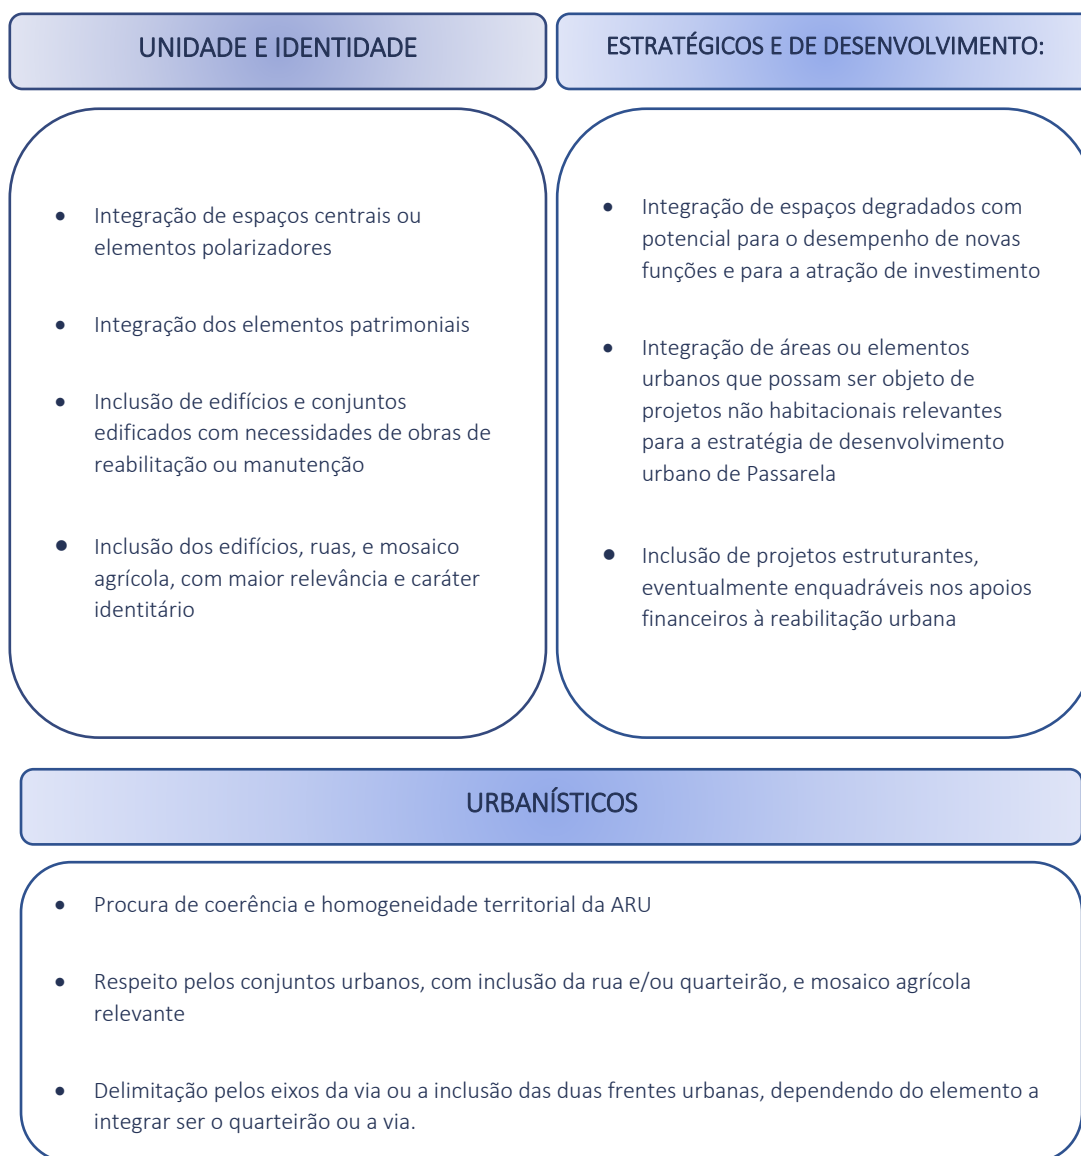 UNIDADE E IDENTIDADE
• Integração de espaços centrais ou
elementos polarizadores
• Integração dos elementos patrimoniais
• Inclusão de edifícios e conjuntos
edificados com necessidades de obras de
reabilitação ou manutenção
• Inclusão dos edifícios, ruas, e mosaico
agrícola, com maior relevância e caráter
identitário
ESTRATÉGICOS E DE DESENVOLVIMENTO:
• Integração de espaços degradados com
potencial para o desempenho de novas
funções e para a atração de investimento
• Integração de áreas ou elementos
urbanos que possam ser objeto de
projetos não habitacionais relevantes
para a estratégia de desenvolvimento
urbano de Passarela
• Inclusão de projetos estruturantes,
eventualmente enquadráveis nos apoios
financeiros à reabilitação urbana
URBANÍSTICOS
• Procura de coerência e homogeneidade territorial da ARU
• Respeito pelos conjuntos urbanos, com inclusão da rua e/ou quarteirão, e mosaico agrícola
relevante
• Delimitação pelos eixos da via ou a inclusão das duas frentes urbanas, dependendo do elemento a
integrar ser o quarteirão ou a via.